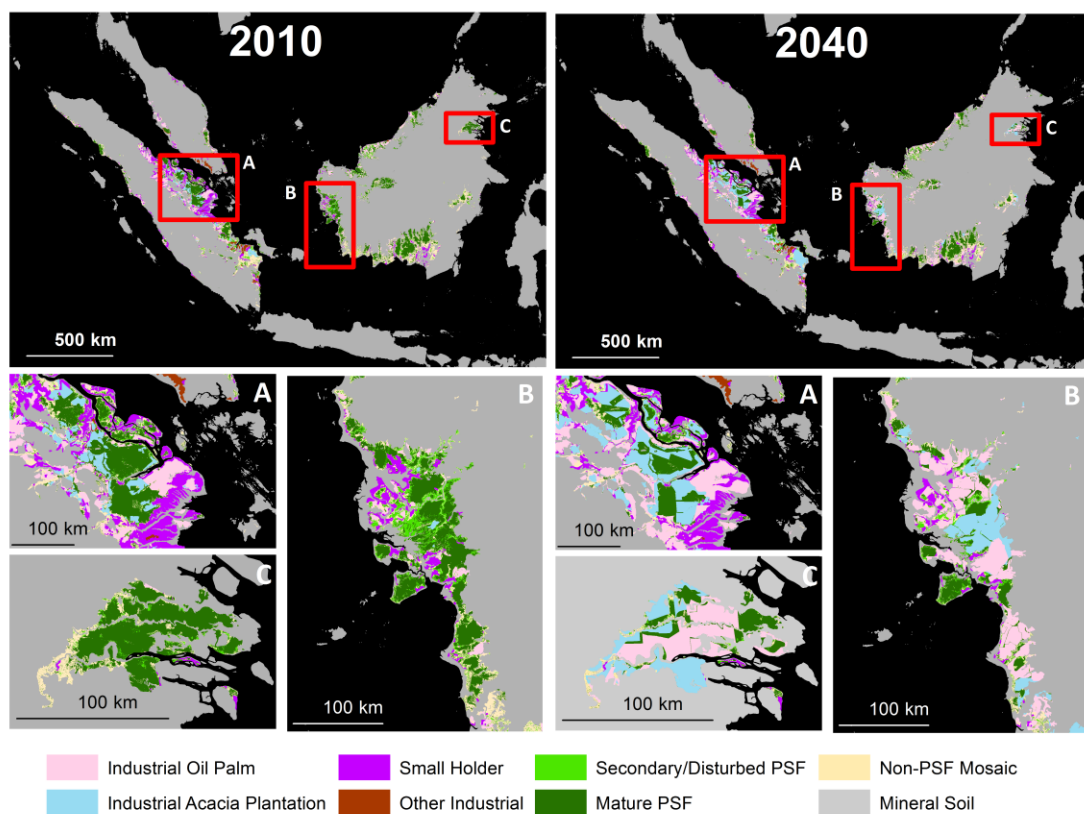 2010
2040
A
B
C
500 km
A
B
C
500 km
A
100 km
B
100 km
C
100 km
A
100 km
B
100 km
C
100 km
Industrial Oil Palm
Small Holder
Secondary/Disturbed PSF
Non-PSF Mosaic
Industrial Acacia Plantation
Other Industrial
Mature PSF
Mineral Soil